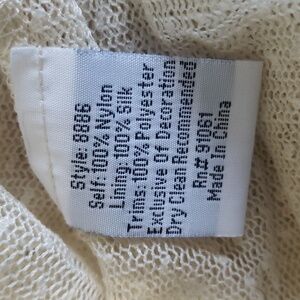 Style: 8886
Self: 100% Nylon
Lining: 100% Silk
Trims: 100% Polyester
Exclusive Of Decoration
Dry Clean Recommended
Rn# 91061
Made In China